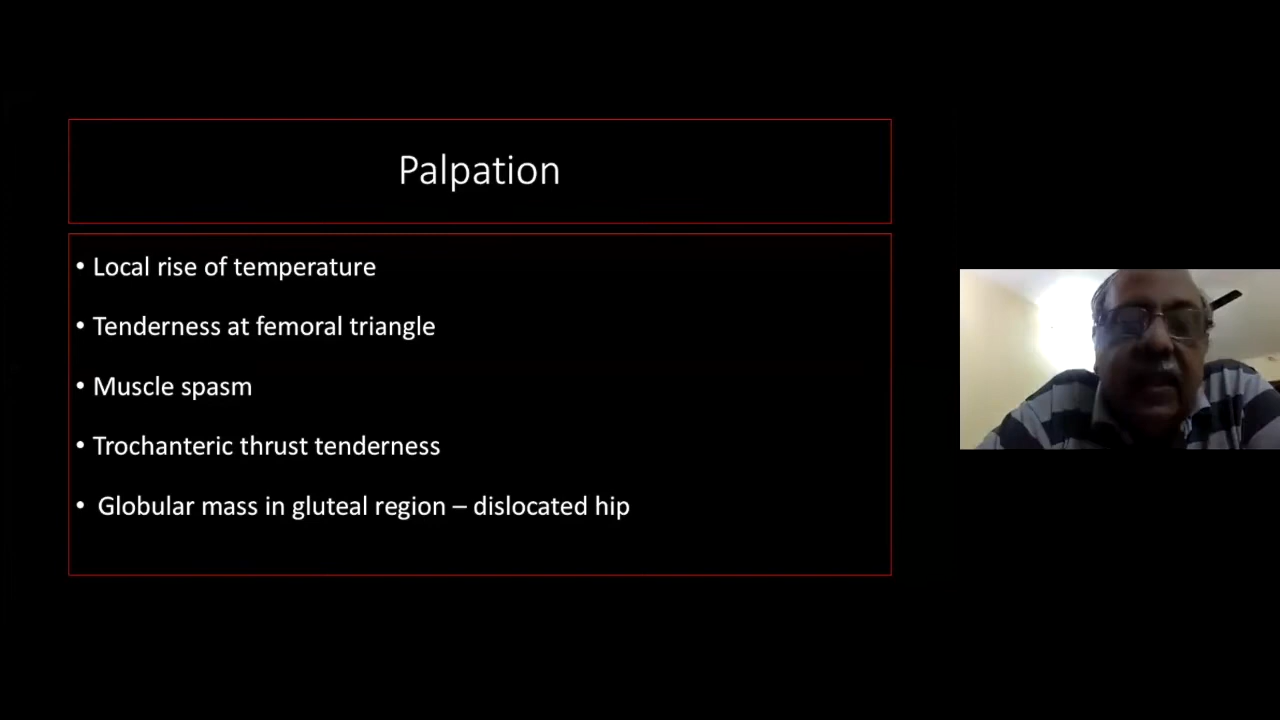 Palpation
• Local rise of temperature
• Tenderness at femoral triangle
• Muscle spasm
• Trochanteric thrust tenderness
• Globular mass in gluteal region – dislocated hip